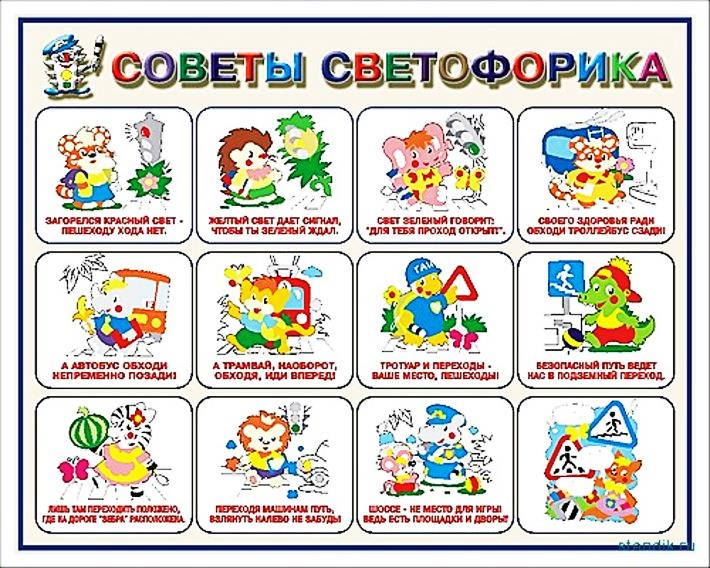 СОВЕТЫ СВЕТОФОРИКА
ЗАГОРЕЛСЯ КРАСНЫЙ СВЕТ -
ПЕШЕХОДУ ХОДА НЕТ.
ЖЕЛТЫЙ СВЕТ ДАЕТ СИГНАЛ,
ЧТОБЫ ТЫ ЗЕЛЕНЫЙ ЖДАЛ.
СВЕТ ЗЕЛЕНЫЙ ГОВОРИТ:
"ДЛЯ ТЕБЯ ПРОХОД ОТКРЫТ".
СВОЕГО ЗДОРОВЬЯ РАДИ
ОБХОДИ ТРОЛЛЕЙБУС СЗАДИ!
А АВТОБУС ОБХОДИ
НЕПРЕМЕННО ПОЗАДИ!
А ТРАМВАЙ, НАОБОРОТ,
ОБХОДЯ, ИДИ ВПЕРЕД!
ГАИ
ТРОТУАР И ПЕРЕХОДЫ -
ВАШЕ МЕСТО, ПЕШЕХОДЫ!
БЕЗОПАСНЫЙ ПУТЬ ВЕДЕТ
НАС В ПОДЗЕМНЫЙ ПЕРЕХОД.
ЛИШЬ ТАМ ПЕРЕХОДИТЬ ПОЛОЖЕНО,
ГДЕ НА ДОРОГЕ "ЗЕБРА" РАСПОЛОЖЕНА.
ПЕРЕХОДЯ МАШИНАМ ПУТЬ,
ВЗГЛЯНУТЬ НАЛЕВО НЕ ЗАБУДЬ!
ШОССЕ - НЕ МЕСТО ДЛЯ ИГРЫ!
ВЕДЬ ЕСТЬ ПЛОЩАДКИ И ДВОРЫ!
stendik.ru